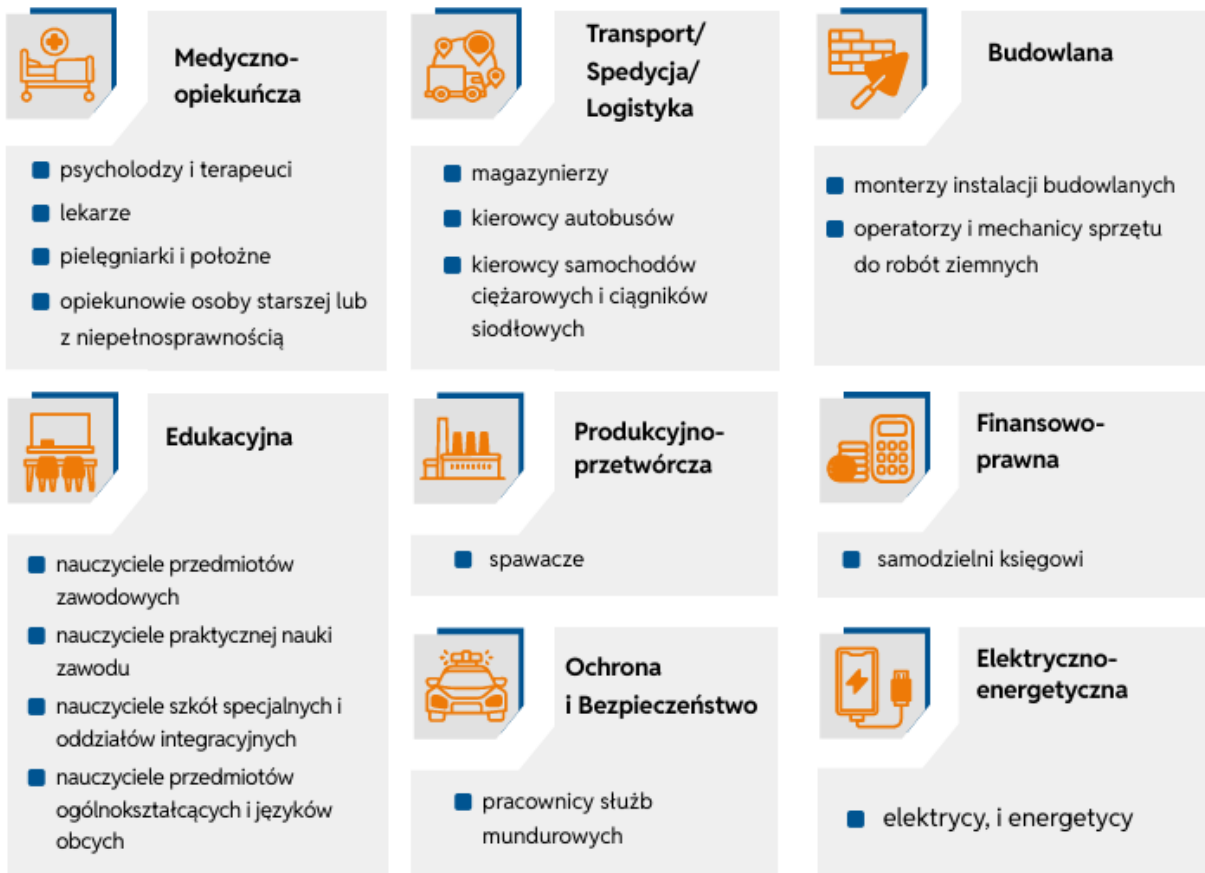 Medyczno-
opiekuńcza
psycholodzy i terapeuci
lekarze
pielęgniarki i położne
opiekunowie osoby starszej lub
z niepełnosprawnością
Transport/
Spedycja/
Logistyka
magazynierzy
kierowcy autobusów
kierowcy samochodów
ciężarowych i ciągników
siodłowych
Budowlana
monterzy instalacji budowlanych
operatorzy i mechanicy sprzętu
do robót ziemnych
Edukacyjna
nauczyciele przedmiotów
zawodowych
nauczyciele praktycznej nauki
zawodu
nauczyciele szkół specjalnych i
oddziałów integracyjnych
nauczyciele przedmiotów
ogólnokształcących i języków
obcych
Produkcyjno-
przetwórcza
spawacze
Finansowo-
prawna
samodzielni księgowi
Ochrona
i Bezpieczeństwo
pracownicy służb
mundurowych
Elektryczno-
energetyczna
elektrycy, i energetycy